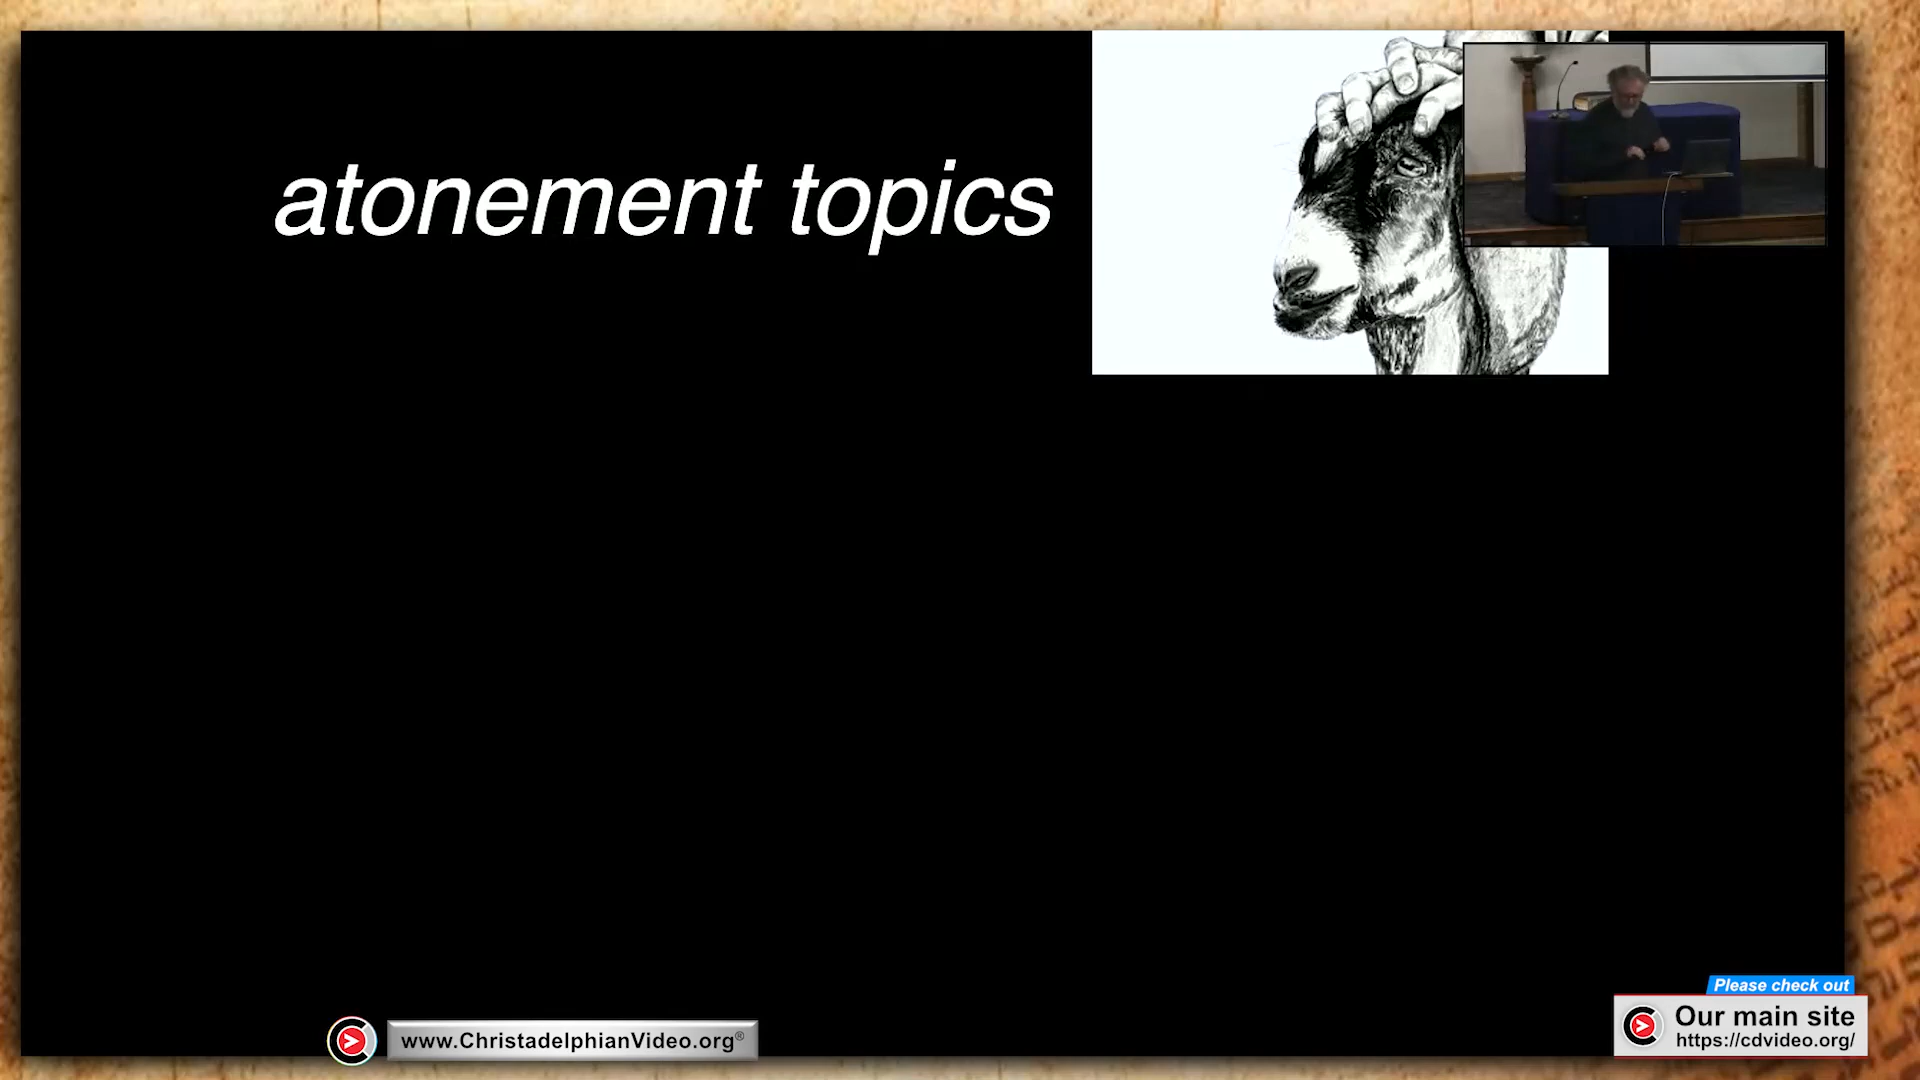 atonement topics
www.ChristadelphianVideo.org®
Please check out
Our main site
https://cdvideo.org/